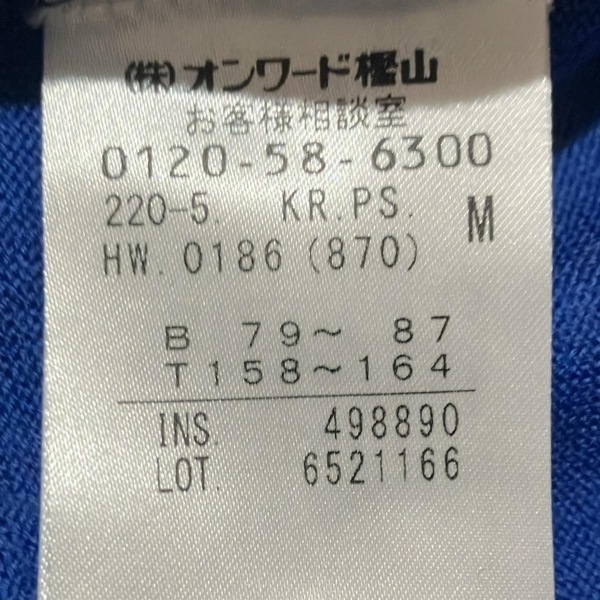 (株)オンワード樫山
お客様相談室
0120-58-6300
220-5. KR.PS. M
HW. 0186 (870)
B 79～ 87
T 158～164
INS. 498890
LOT. 6521166